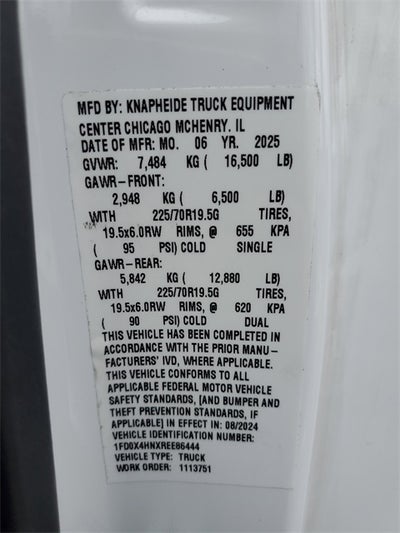 MFD BY: KNAPHEIDE TRUCK EQUIPMENT
CENTER CHICAGO MCHENRY. IL
DATE OF MFR: MO. 06 YR. 2025
GVWR: 7,484 KG ( 16,500 LB)
GAWR-FRONT:
2,948 KG ( 6,500 LB)
WITH 225/70R19.5G TIRES,
19.5x6.0RW RIMS, @ 655 KPA
( 95 PSI) COLD SINGLE
GAWR-REAR:
5,842 KG ( 12,880 LB)
WITH 225/70R19.5G TIRES,
19.5x6.0RW RIMS, @ 620 KPA
( 90 PSI) COLD DUAL
THIS VEHICLE HAS BEEN COMPLETED IN
ACCORDANCE WITH THE PRIOR MANU-
FACTURERS' IVD, WHERE APPLICABLE.
THIS VEHICLE CONFORMS TO ALL
APPLICABLE FEDERAL MOTOR VEHICLE
SAFETY STANDARDS, [AND BUMPER AND
THEFT PREVENTION STANDARDS, IF
APPLICABLE] IN EFFECT IN: 08/2024
VEHICLE IDENTIFICATION NUMBER:
1FD0X4HNXREE86444
VEHICLE TYPE: TRUCK
WORK ORDER: 1113751